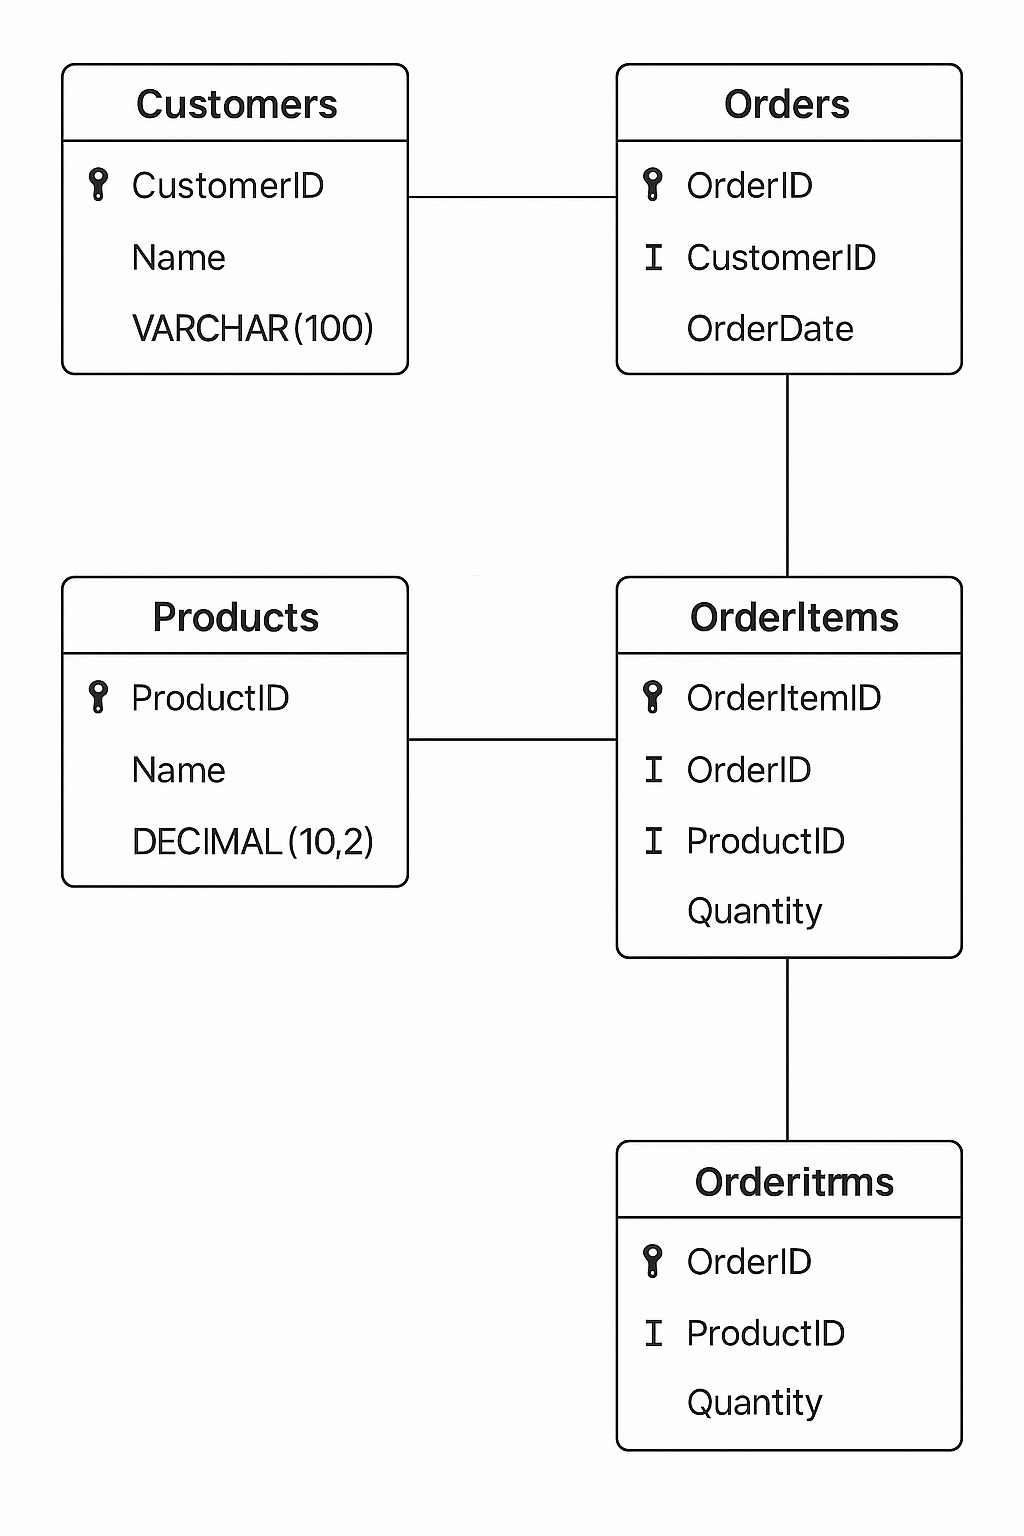 Customers
CustomerID
Name
VARCHAR(100)
Orders
OrderID
I CustomerID
OrderDate
Products
ProductID
Name
DECIMAL(10,2)
OrderItems
OrderItemID
I OrderID
I ProductID
Quantity
Orderitrms
OrderID
I ProductID
Quantity